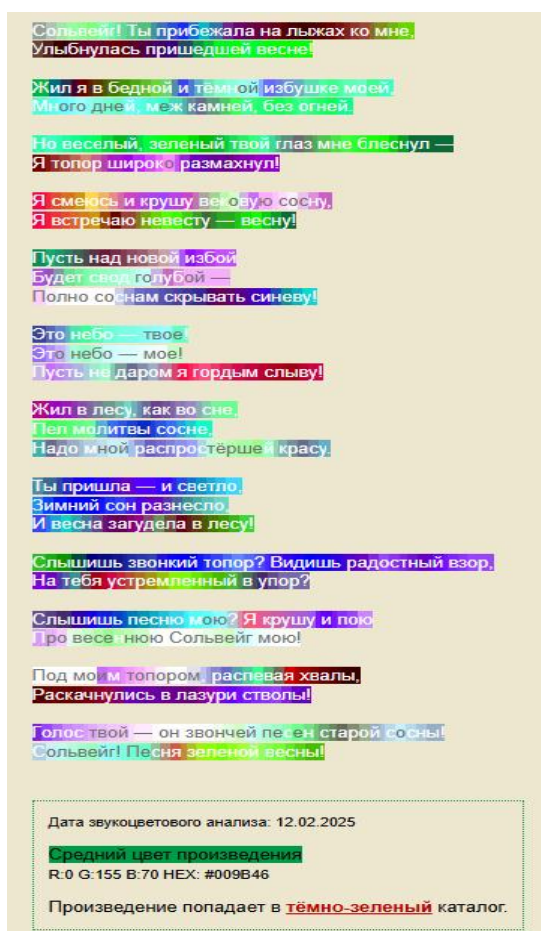 Сольвейг! Ты прибежала на лыжах ко мне,
Улыбнулась пришедшей весне!
Жил я в бедной и тёмной избушке моей
Много дней, меж камней, без огней.
Но веселый, зеленый твой глаз мне блеснул —
Я топор широко размахнул!
Я смеюсь и крушу вековую сосну,
Я встречаю невесту — весну!
Пусть над новой избой
Будет свод голубой —
Полно соснам скрывать синеву!
Это небо — твое!
Это небо — мое!
Пусть не даром я гордым слыву!
Жил в лесу, как во сне,
Пел молитвы сосне,
Надо мной распростёршей красу.
Ты пришла — и светло,
Зимний сон разнесло,
И весна загудела в лесу!
Слышишь звонкий топор? Видишь радостный взор,
На тебя устремленный в упор?
Слышишь песню мою? Я крушу и пою
Про весеннюю Сольвейг мою!
Под моим топором, распевая хвалы,
Раскачнулись в лазури стволы!
Голос твой — он звончей песен старой сосны!
Сольвейг! Песня зеленой весны!
Дата звукоцветового анализа: 12.02.2025
Средний цвет произведения
R:0 G:155 B:70 HEX: #009B46
Произведение попадает в тёмно-зеленый каталог.